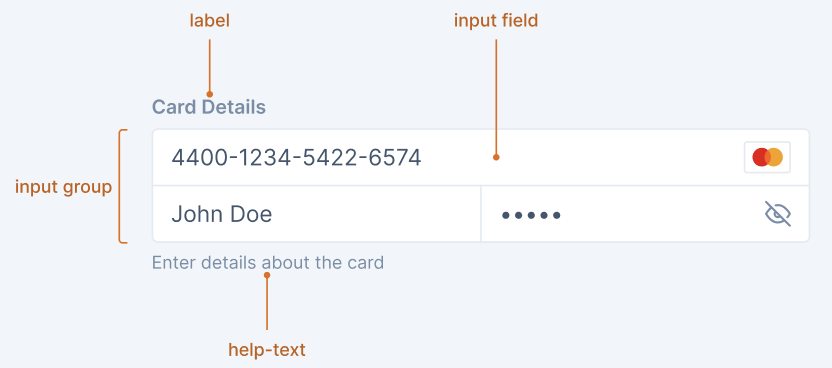 label
input field
Card Details
4400-1234-5422-6574
input group
John Doe
•••••
Enter details about the card
help-text